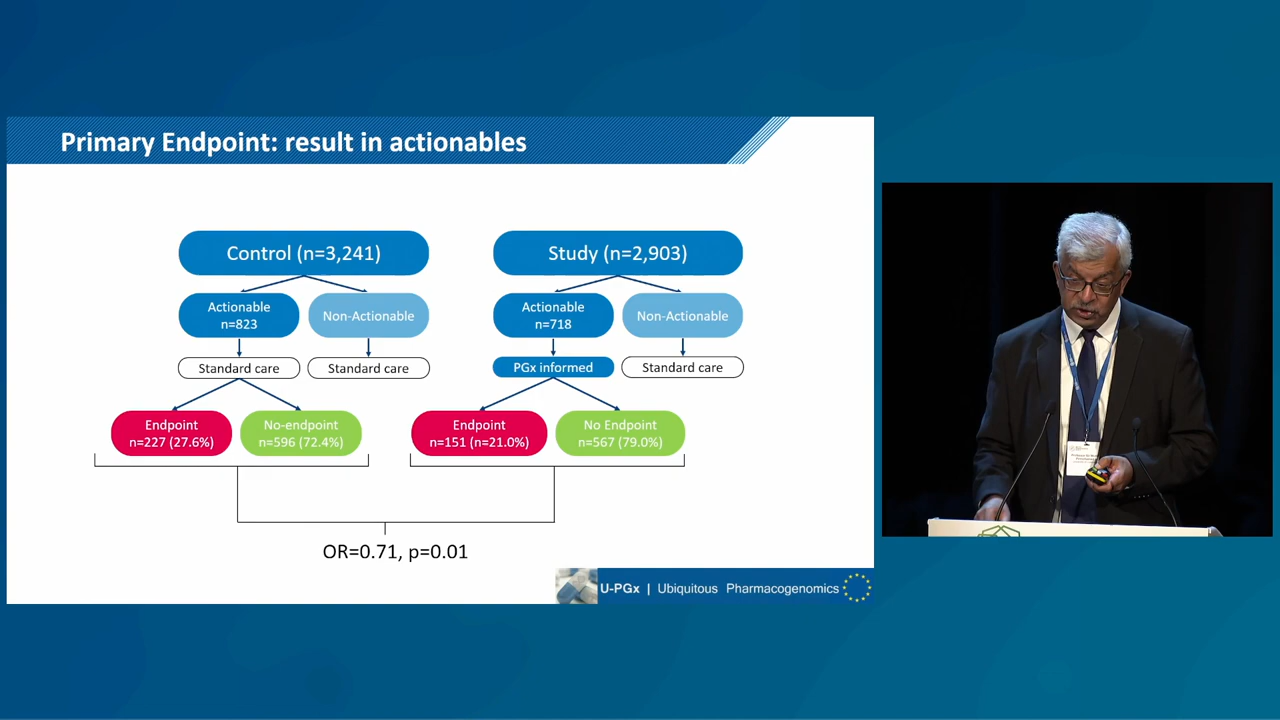 Primary Endpoint: result in actionables
Control (n=3,241)
Study (n=2,903)
Actionable
n=823
Non-Actionable
Actionable
n=718
Non-Actionable
Standard care
Standard care
PGx informed
Standard care
Endpoint
n=227 (27.6%)
No-endpoint
n=596 (72.4%)
Endpoint
n=151 (n=21.0%)
No Endpoint
n=567 (79.0%)
OR=0.71, p=0.01
U-PGx | Ubiquitous Pharmacogenomics